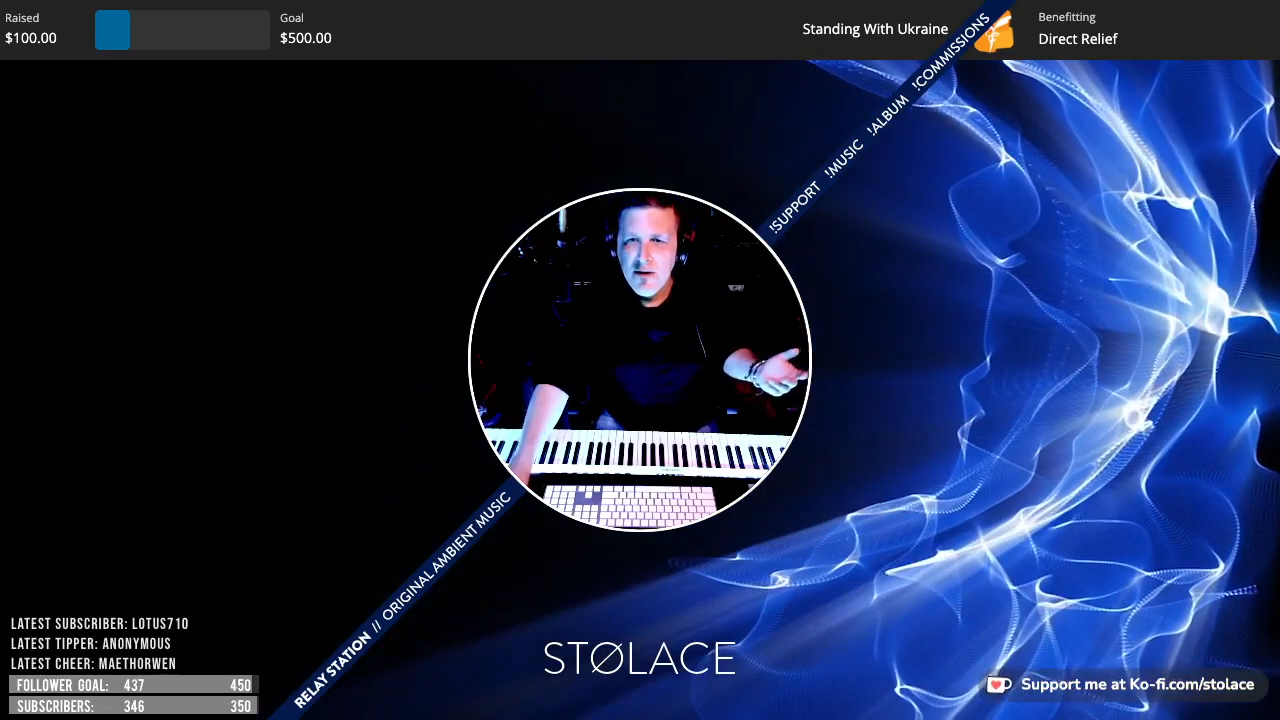 Raised
$100.00
Goal
$500.00
Standing With Ukraine
Benefitting
Direct Relief
!SUPPORT !MUSIC !ALBUM !COMMISSIONS
RELAY STATION // ORIGINAL AMBIENT MUSIC
STØLACE
LATEST SUBSCRIBER: LOTUS710
LATEST TIPPER: ANONYMOUS
LATEST CHEER: MAETHORWEN
FOLLOWER GOAL: 437 450
SUBSCRIBERS: 346 350
Support me at Ko-fi.com/stolace